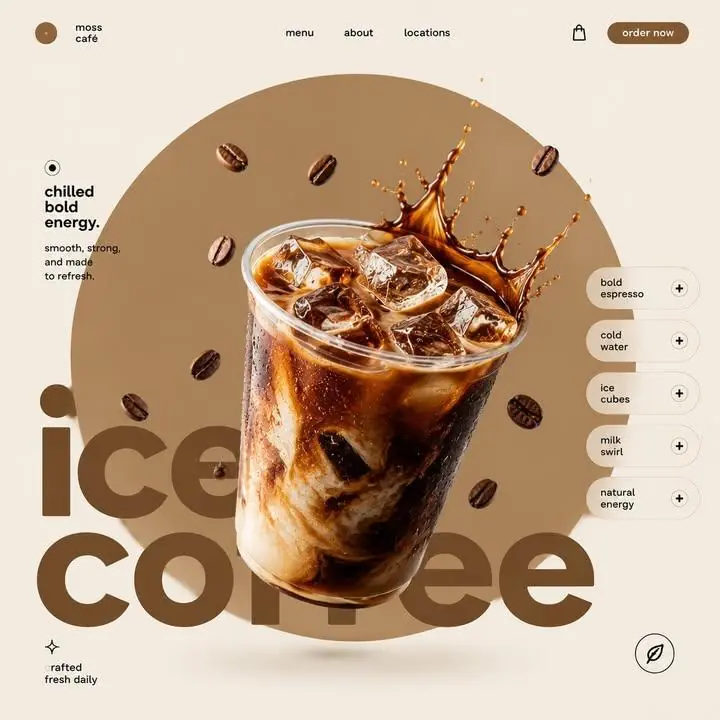 moss
café
menu about locations
order now
chilled
bold
energy.
smooth, strong,
and made
to refresh.
bold
espresso
cold
water
ice
cubes
milk
swirl
natural
energy
ice
coffee
crafted
fresh daily